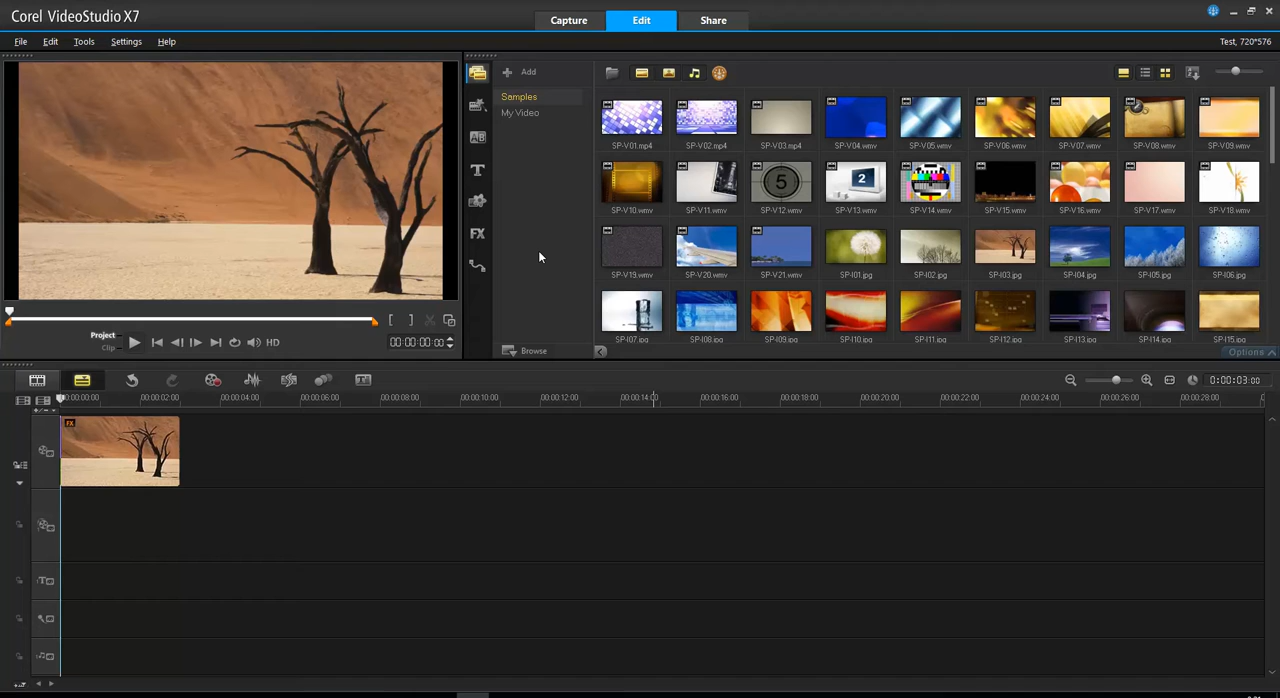 Corel VideoStudio X7
Capture
Edit
Share
File
Edit
Tools
Settings
Help
Test, 720*576
Add
Samples
My Video
SP-V01.mp4
SP-V02.mp4
SP-V03.mp4
SP-V04.wmv
SP-V05.wmv
SP-V06.wmv
SP-V07.wmv
SP-V08.wmv
SP-V09.wmv
SP-V10.wmv
SP-V11.wmv
SP-V12.wmv
SP-V13.wmv
SP-V14.wmv
SP-V15.wmv
SP-V16.wmv
SP-V17.wmv
SP-V18.wmv
SP-V19.wmv
SP-V20.wmv
SP-V21.wmv
SP-I01.jpg
SP-I02.jpg
SP-I03.jpg
SP-I04.jpg
SP-I05.jpg
SP-I06.jpg
SP-I07.jpg
SP-I08.jpg
SP-I09.jpg
SP-I10.jpg
SP-I11.jpg
SP-I12.jpg
SP-I13.jpg
SP-I14.jpg
SP-I15.jpg
AB
T
FX
5
2
Project
Clip
HD
00:00:00:00
Browse
Options
0:00:03:00
00:00:02:00
00:00:04:00
00:00:06:00
00:00:08:00
00:00:10:00
00:00:12:00
00:00:14:00
00:00:16:00
00:00:18:00
00:00:20:00
00:00:22:00
00:00:24:00
00:00:26:00
00:00:28:00
FX